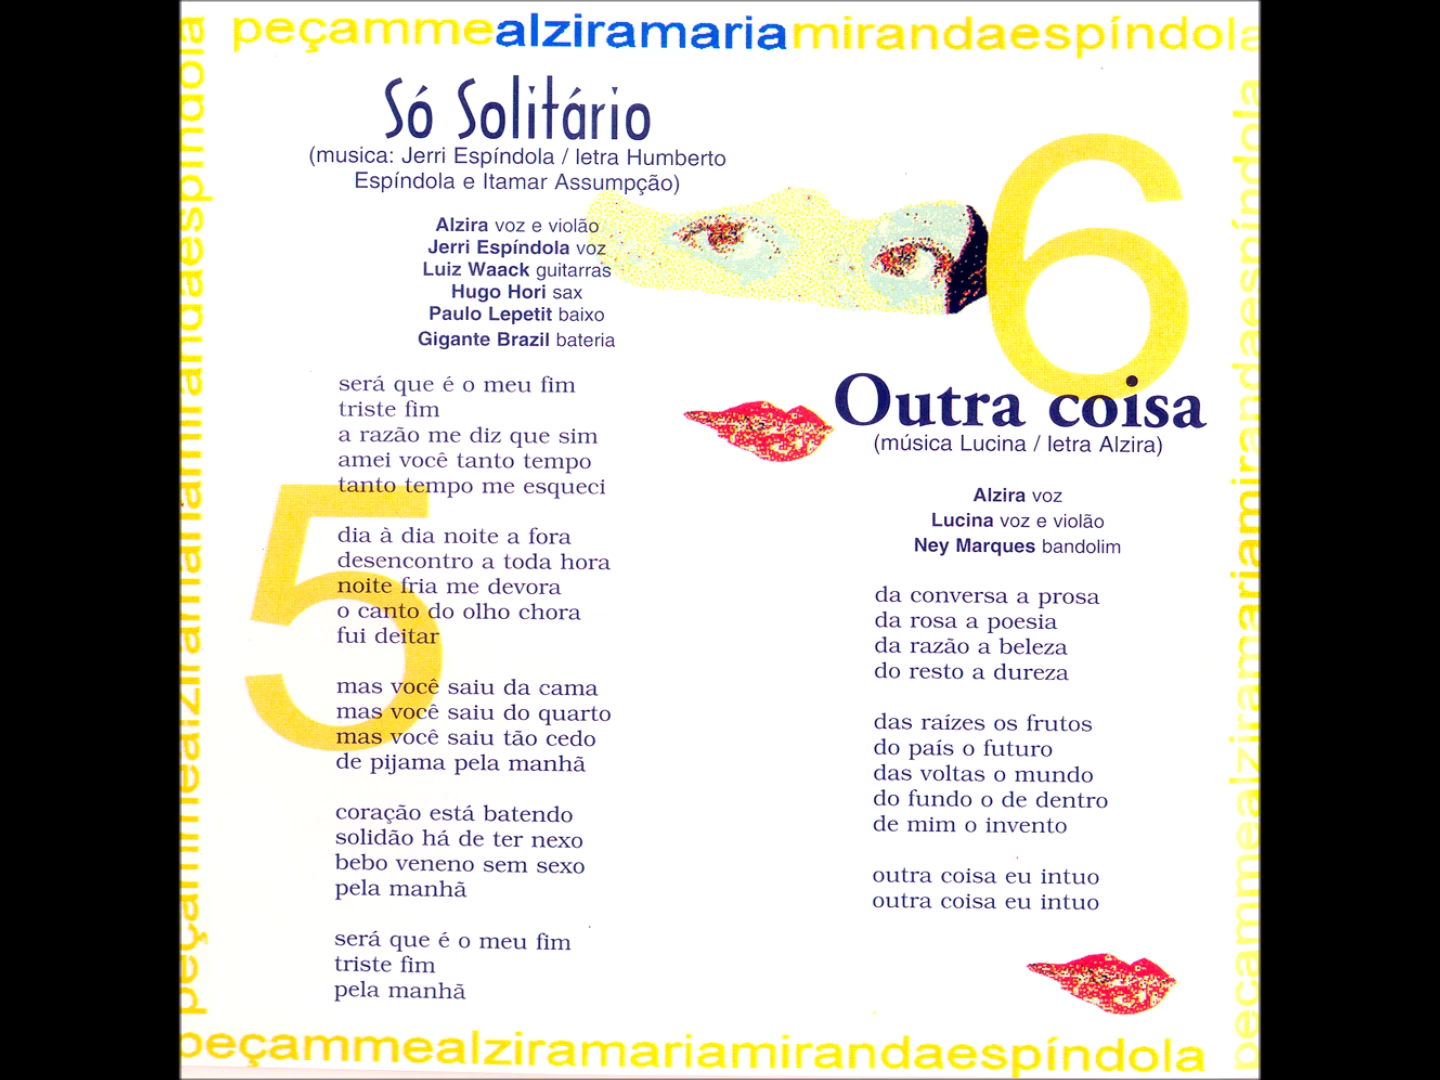 peçammealziramariamirandaespíndola
Só Solitário
(musica: Jerri Espíndola / letra Humberto
Espíndola e Itamar Assumpção)
Alzira voz e violão
Jerri Espíndola voz
Luiz Waack guitarras
Hugo Hori sax
Paulo Lepetit baixo
Gigante Brazil bateria
será que é o meu fim
triste fim
a razão me diz que sim
amei você tanto tempo
tanto tempo me esqueci
dia à dia noite a fora
desencontro a toda hora
noite fria me devora
o canto do olho chora
fui deitar
mas você saiu da cama
mas você saiu do quarto
mas você saiu tão cedo
de pijama pela manhã
coração está batendo
solidão há de ter nexo
bebo veneno sem sexo
pela manhã
será que é o meu fim
triste fim
pela manhã
5
6
Outra coisa
(música Lucina / letra Alzira)
Alzira voz
Lucina voz e violão
Ney Marques bandolim
da conversa a prosa
da rosa a poesia
da razão a beleza
do resto a dureza
das raízes os frutos
do país o futuro
das voltas o mundo
do fundo o de dentro
de mim o invento
outra coisa eu intuo
outra coisa eu intuo
peçammealziramariamirandaespíndola
peçammealziramariamirandaespíndola
peçammealziramariamirandaespíndola